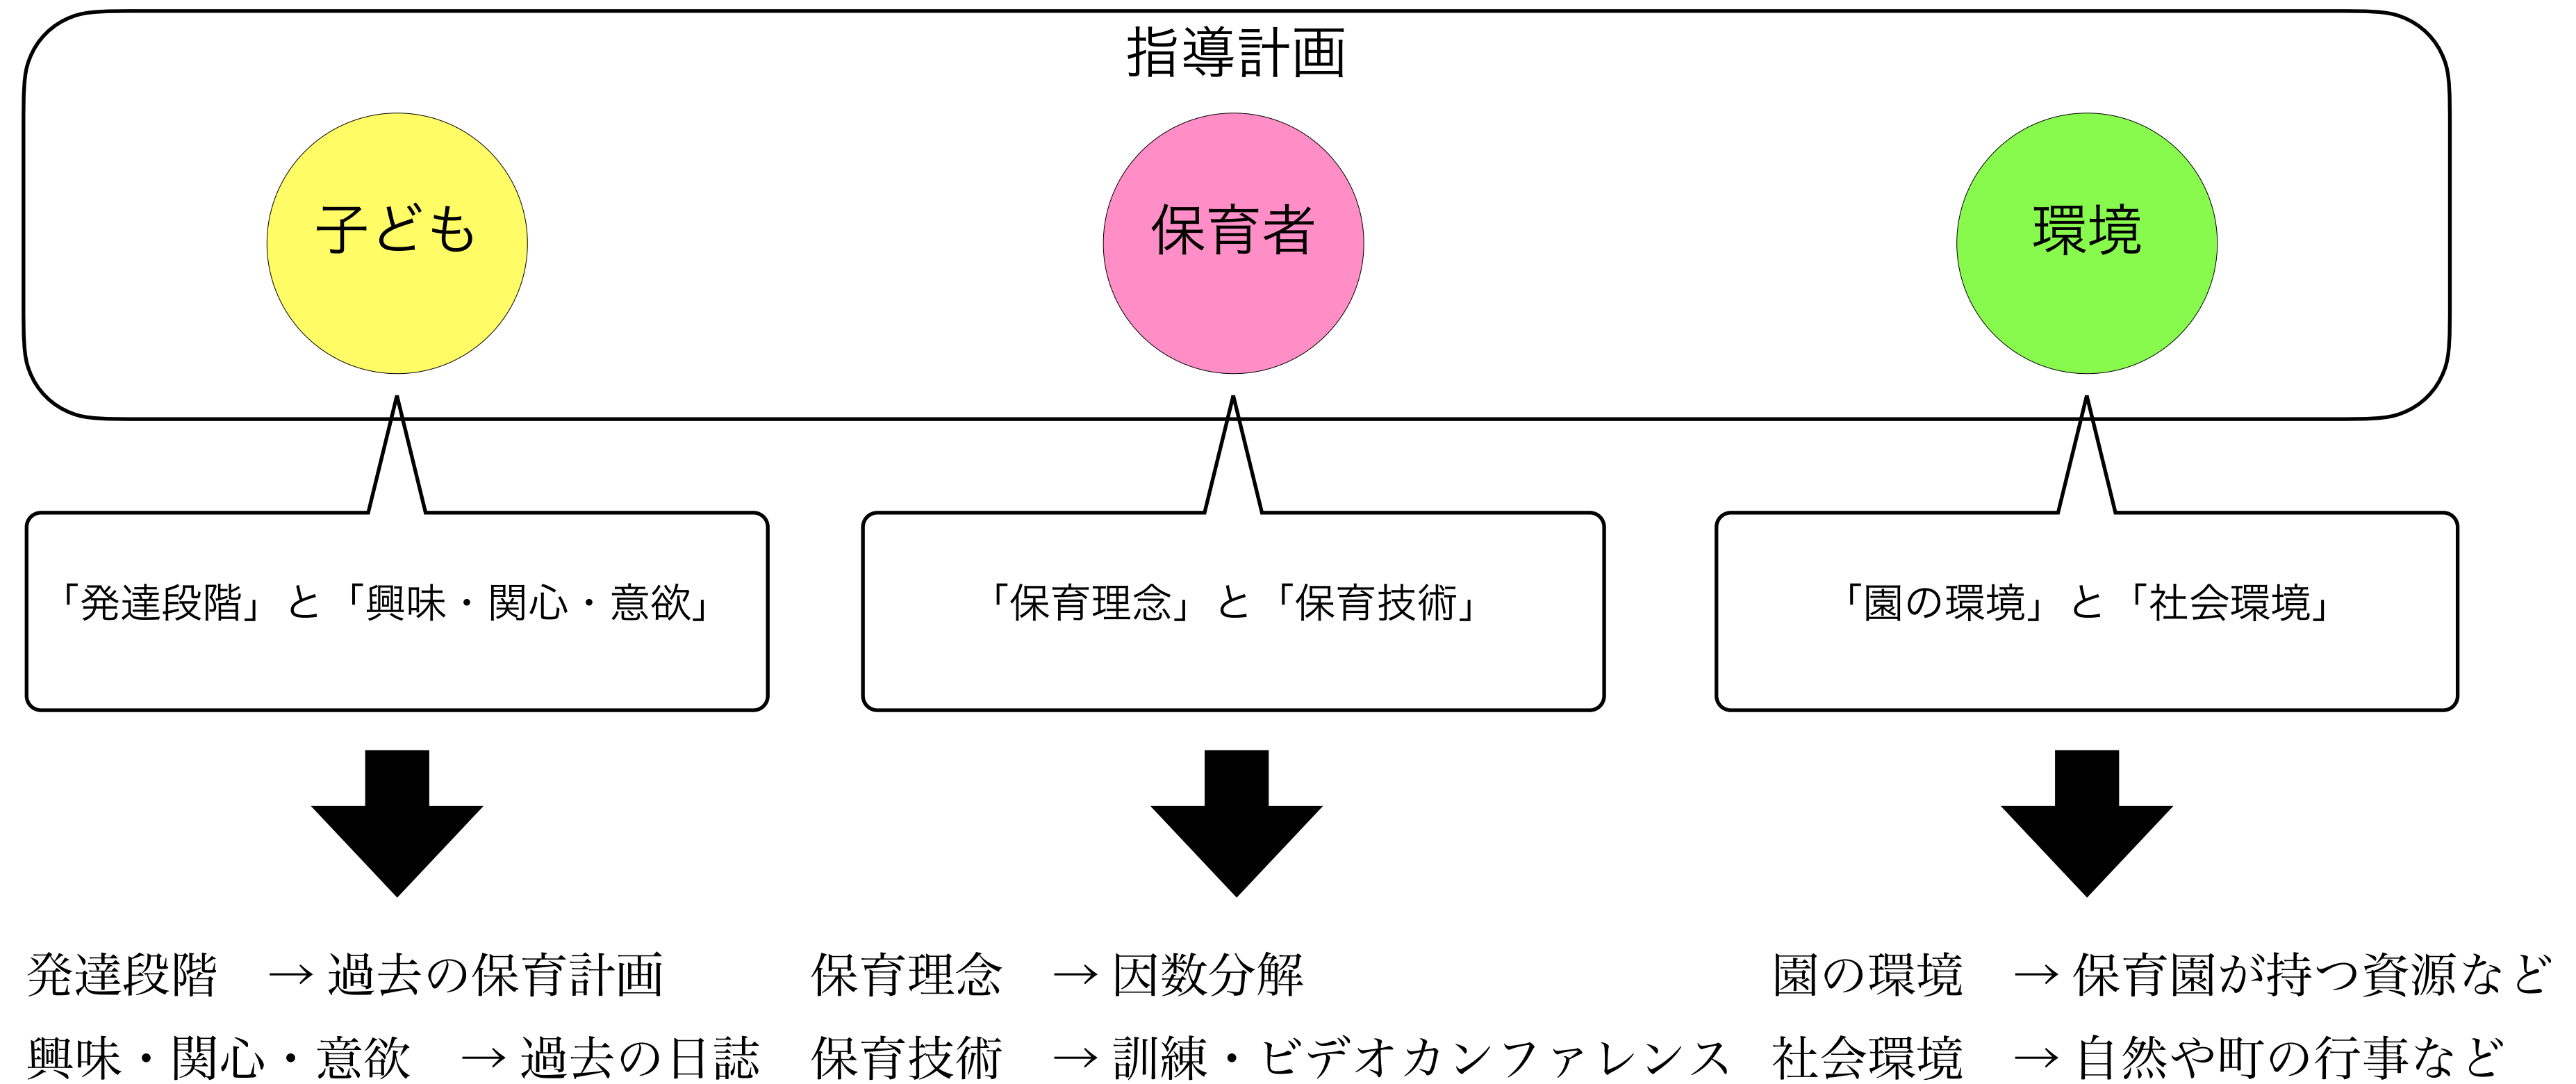 指導計画
子ども
保育者
環境
「発達段階」と「興味・関心・意欲」
「保育理念」と「保育技術」
「園の環境」と「社会環境」
発達段階　→ 過去の保育計画
興味・関心・意欲　→ 過去の日誌
保育理念　→ 因数分解
保育技術　→ 訓練・ビデオカンファレンス
園の環境　→ 保育園が持つ資源など
社会環境　→ 自然や町の行事など